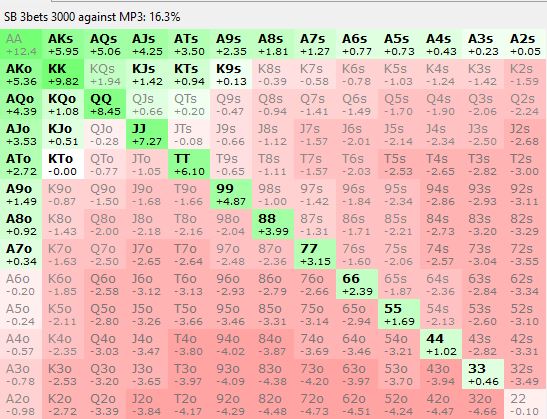 SB 3bets 3000 against MP3: 16.3%
AA AKs AQs AJs ATs A9s A8s A7s A6s A5s A4s A3s A2s
+12.4 +5.95 +5.06 +4.25 +3.50 +2.35 +1.81 +1.27 +0.77 +0.73 +0.43 +0.23 +0.05
AKo KK KQs KJs KTs K9s K8s K7s K6s K5s K4s K3s K2s
+5.36 +9.82 +1.94 +1.42 +0.94 +0.13 -0.39 -0.58 -0.78 -1.03 -1.24 -1.42 -1.59
AQo KQo QQ QJs QTs Q9s Q8s Q7s Q6s Q5s Q4s Q3s Q2s
+4.39 +1.08 +8.45 +0.66 +0.20 -0.47 -0.94 -1.41 -1.49 -1.70 -1.90 -2.06 -2.24
AJo KJo QJo JJ JTs J9s J8s J7s J6s J5s J4s J3s J2s
+3.53 +0.51 -0.28 +7.27 -0.08 -0.66 -1.12 -1.57 -2.01 -2.14 -2.34 -2.50 -2.68
ATo KTo QTo JTo TT T9s T8s T7s T6s T5s T4s T3s T2s
+2.72 -0.00 -0.77 -1.05 +6.10 -0.65 -1.11 -1.57 -2.03 -2.53 -2.65 -2.82 -3.00
A9o K9o Q9o J9o T9o 99 98s 97s 96s 95s 94s 93s 92s
+1.49 -0.87 -1.50 -1.68 -1.66 +4.87 -1.00 -1.42 -1.84 -2.34 -2.86 -2.93 -3.11
A8o K8o Q8o J8o T8o 98o 88 87s 86s 85s 84s 83s 82s
+0.92 -1.43 -2.00 -2.18 -2.16 -2.04 +3.99 -1.31 -1.71 -2.21 -2.73 -3.20 -3.29
A7o K7o Q7o J7o T7o 97o 87o 77 76s 75s 74s 73s 72s
+0.34 -1.63 -2.50 -2.65 -2.64 -2.48 -2.36 +3.15 -1.60 -2.06 -2.57 -3.04 -3.55
A6o K6o Q6o J6o T6o 96o 86o 76o 66 65s 64s 63s 62s
-0.20 -1.85 -2.58 -3.12 -3.13 -2.93 -2.79 -2.66 +2.39 -1.87 -2.36 -2.84 -3.34
A5o K5o Q5o J5o T5o 95o 85o 75o 65o 55 54s 53s 52s
-0.24 -2.11 -2.80 -3.26 -3.66 -3.46 -3.31 -3.14 -2.94 +1.69 -2.13 -2.60 -3.10
A4o K4o Q4o J4o T4o 94o 84o 74o 64o 54o 44 43s 42s
-0.57 -2.35 -3.03 -3.47 -3.80 -4.02 -3.87 -3.69 -3.46 -3.21 +1.02 -2.82 -3.31
A3o K3o Q3o J3o T3o 93o 83o 73o 63o 53o 43o 33 32s
-0.78 -2.53 -3.20 -3.65 -3.97 -4.09 -4.38 -4.20 -3.97 -3.70 -3.94 +0.46 -3.49
A2o K2o Q2o J2o T2o 92o 82o 72o 62o 52o 42o 32o 22
-0.98 -2.72 -3.39 -3.84 -4.17 -4.29 -4.48 -4.73 -4.51 -4.24 -4.47 -4.66 -0.10